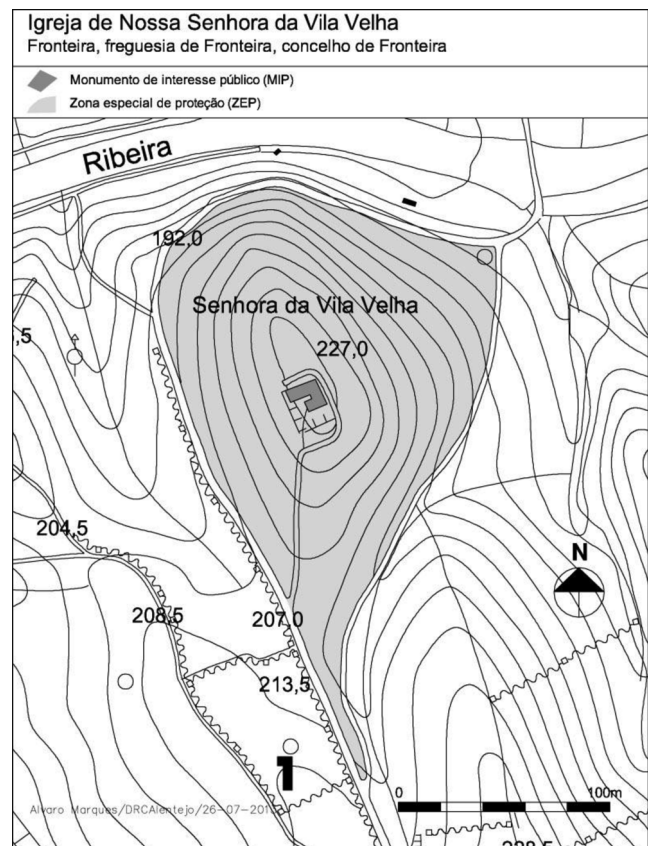 Igreja de Nossa Senhora da Vila Velha
Fronteira, freguesia de Fronteira, concelho de Fronteira
Monumento de interesse público (MIP)
Zona especial de proteção (ZEP)
Ribeira
192,0
Senhora da Vila Velha
,5
227,0
204,5
N
208,5
207,0
213,5
0 100m
Alvaro Marques/DRCAlentejo/26-07-201